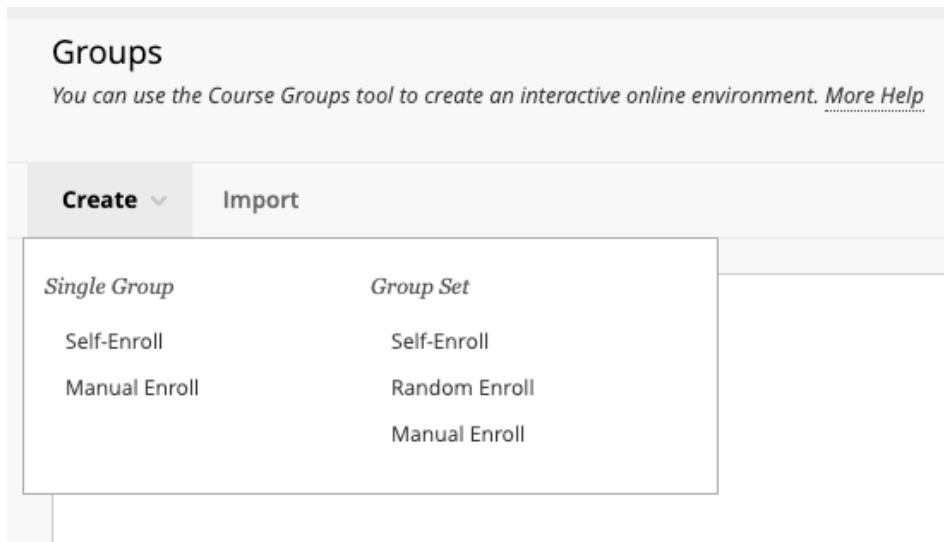 Groups
You can use the Course Groups tool to create an interactive online environment. More Help
Create Import
Single Group
Self-Enroll
Manual Enroll
Group Set
Self-Enroll
Random Enroll
Manual Enroll